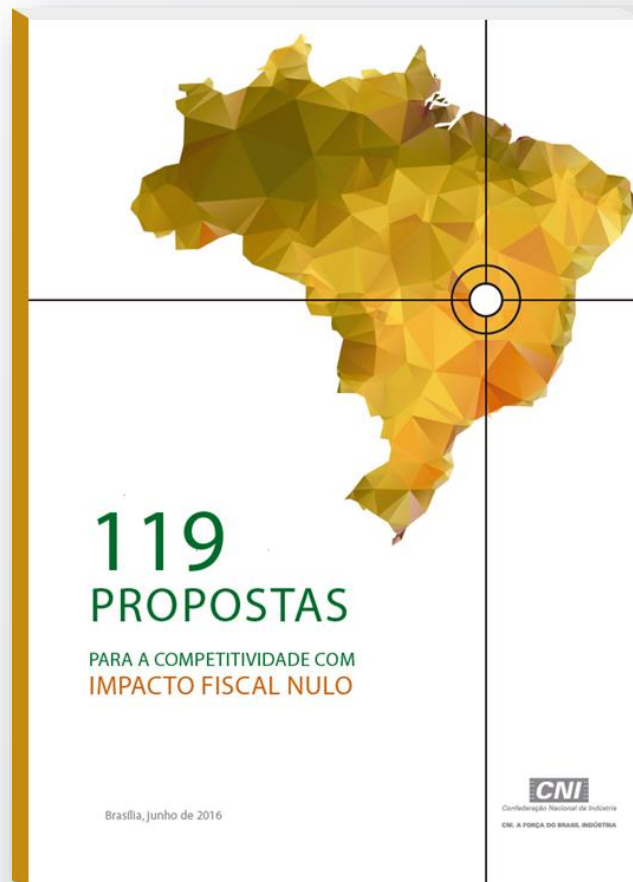 119
PROPOSTAS
PARA A COMPETITIVIDADE COM
IMPACTO FISCAL NULO
Brasília, Junho de 2016
CNI
Confederação Nacional da Indústria
CNI. A FORÇA DO BRASIL INDÚSTRIA